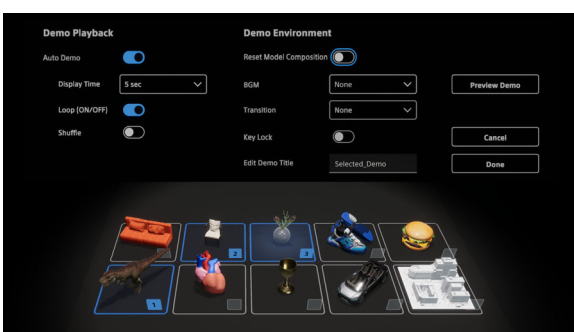 Demo Playback
Demo Environment
Auto Demo
Reset Model Composition
Display Time
5 sec
BGM
None
Preview Demo
Loop (ON/OFF)
Transition
None
Shuffle
Key Lock
Cancel
Edit Demo Title
Selected_Demo
Done
2
3
1